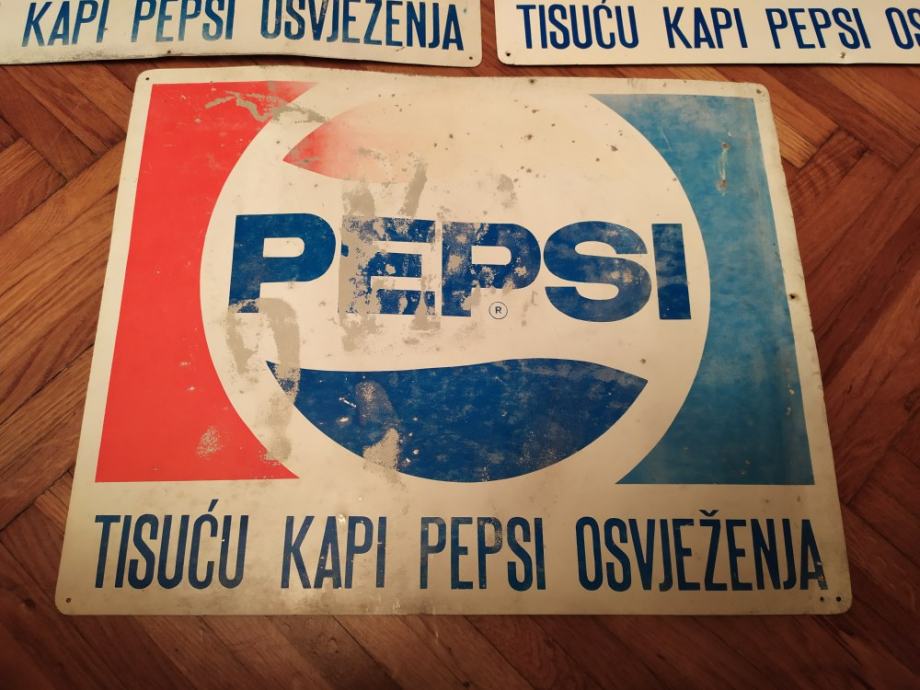 KAPI PEPSI OSVJEŽENJA
TISUĆU KAPI PEPSI OS
PEPSI
®
TISUĆU KAPI PEPSI OSVJEŽENJA